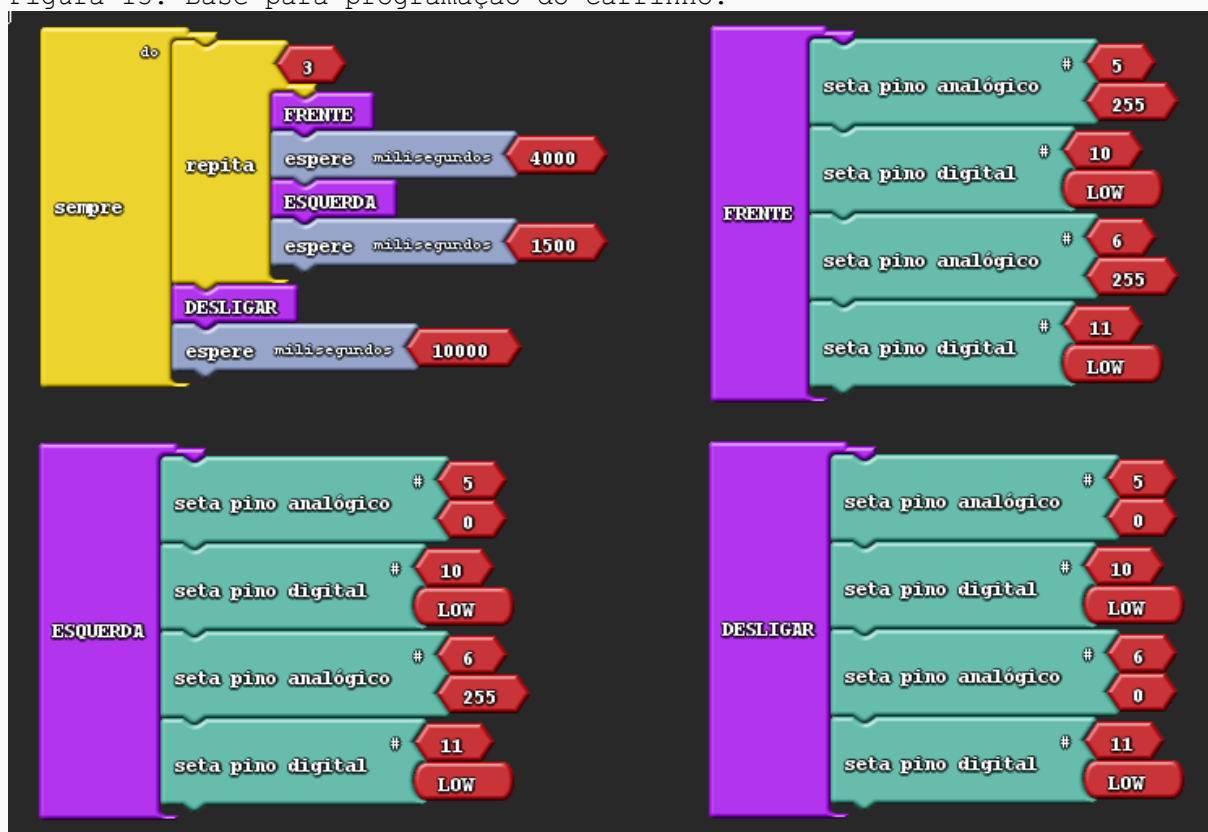 Figura 15: Base para programação do carrinho.
do
sempre
repita
3
FRENTE
espere milisegundos 4000
ESQUERDA
espere milisegundos 1500
DESLIGAR
espere milisegundos 10000
FRENTE
seta pino analógico # 5
255
seta pino digital # 10
LOW
seta pino analógico # 6
255
seta pino digital # 11
LOW
ESQUERDA
seta pino analógico # 5
0
seta pino digital # 10
LOW
seta pino analógico # 6
255
seta pino digital # 11
LOW
DESLIGAR
seta pino analógico # 5
0
seta pino digital # 10
LOW
seta pino analógico # 6
0
seta pino digital # 11
LOW